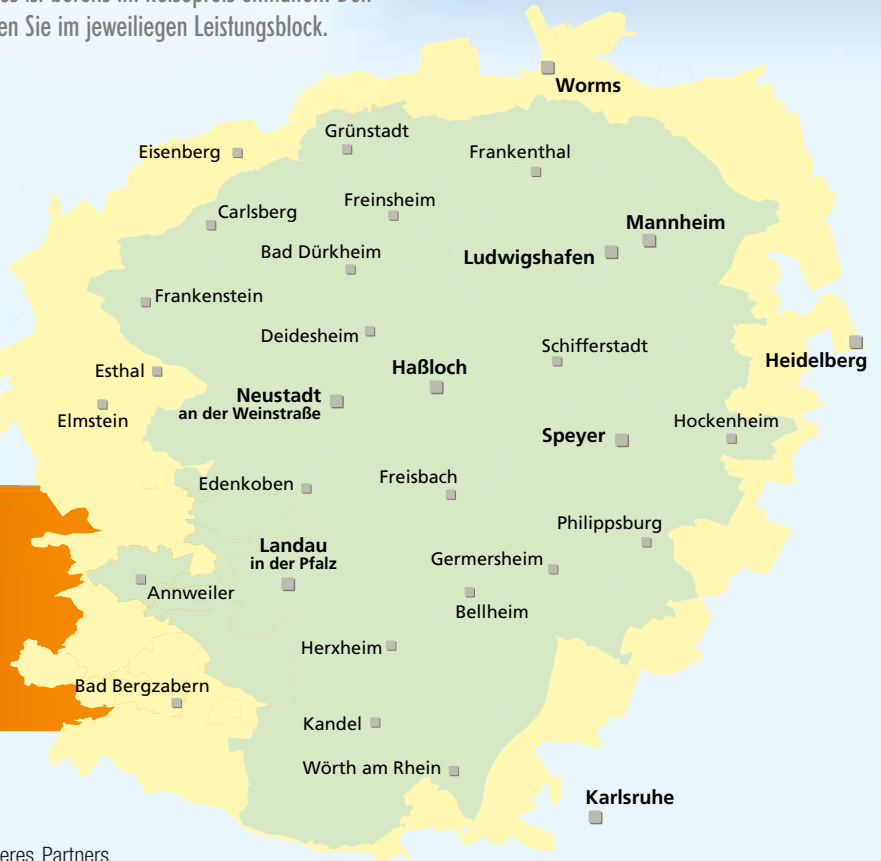 en Sie im jeweiliegen Leistungsblock.
Worms
Grünstadt
Eisenberg
Frankenthal
Freinsheim
Carlsberg
Mannheim
Bad Dürkheim
Ludwigshafen
Frankenstein
Deidesheim
Schifferstadt
Haßloch
Heidelberg
Esthal
Neustadt
an der Weinstraße
Elmstein
Hockenheim
Speyer
Edenkoben
Freisbach
Philippsburg
Landau
in der Pfalz
Germersheim
Annweiler
Bellheim
Herxheim
Bad Bergzabern
Kandel
Wörth am Rhein
Karlsruhe
eres Partners